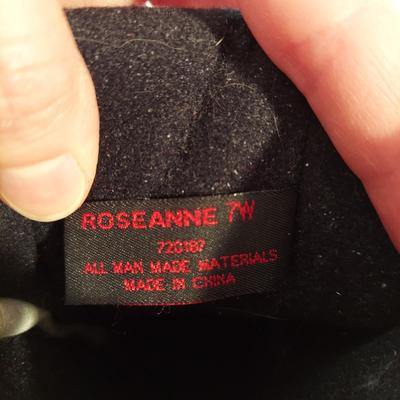 ROSEANNE 7W
720187
ALL MAN MADE MATERIALS
MADE IN CHINA